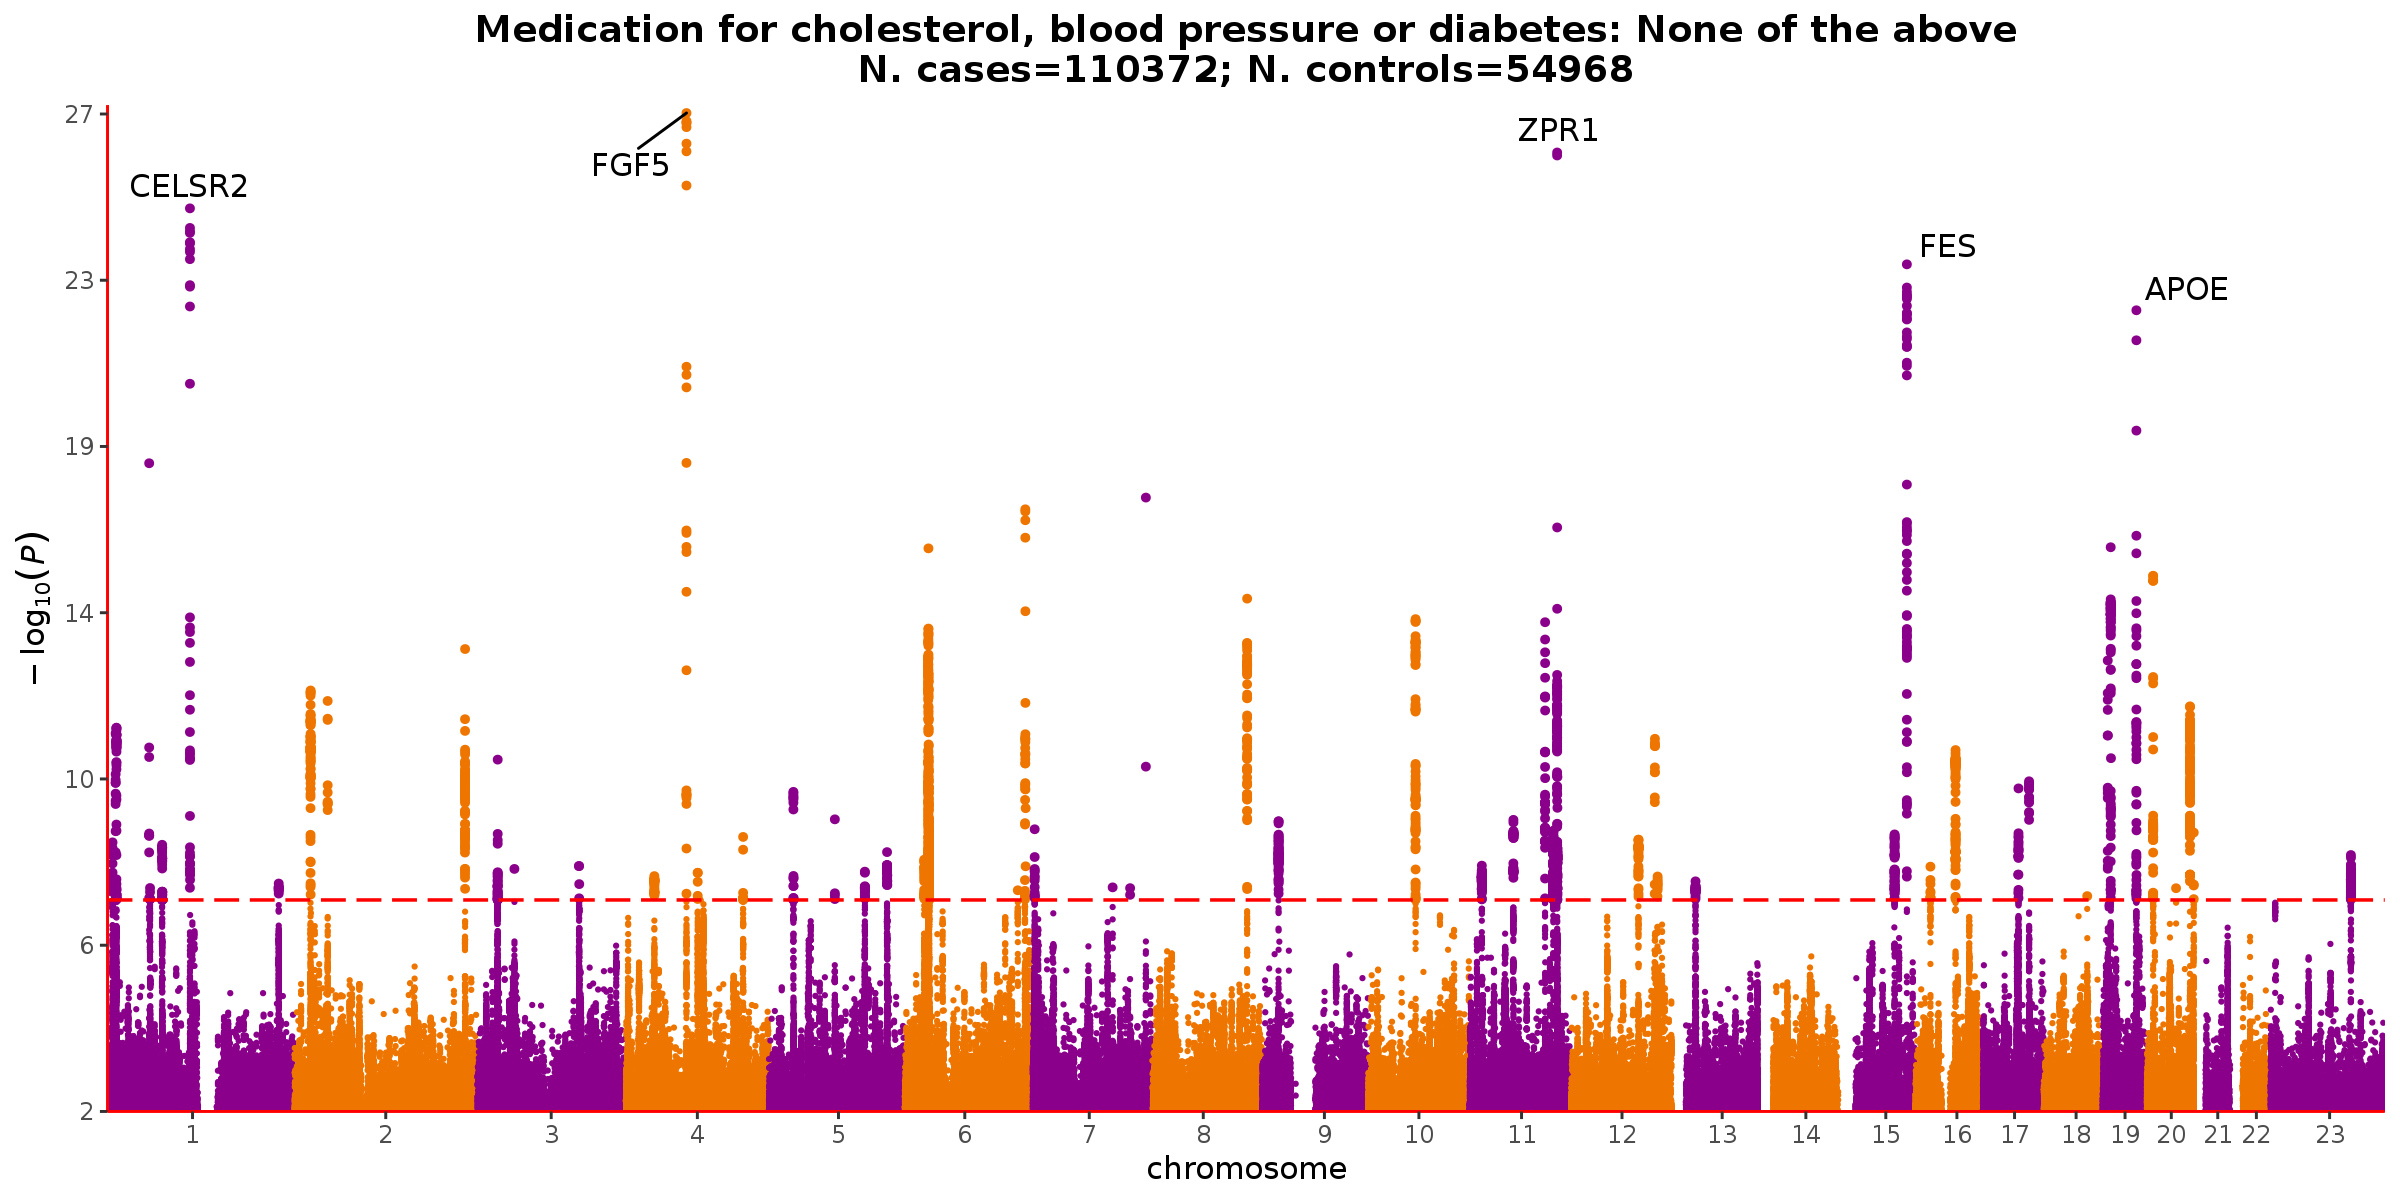 Medication for cholesterol, blood pressure or diabetes: None of the above
N. cases=110372; N. controls=54968
27
ZPR1
FGF5
CELSR2
FES
23
APOE
19
−log10(P)
14
10
6
2
1 2 3 4 5 6 7 8 9 10 11 12 13 14 15 16 17 18 19 20 21 22 23
chromosome